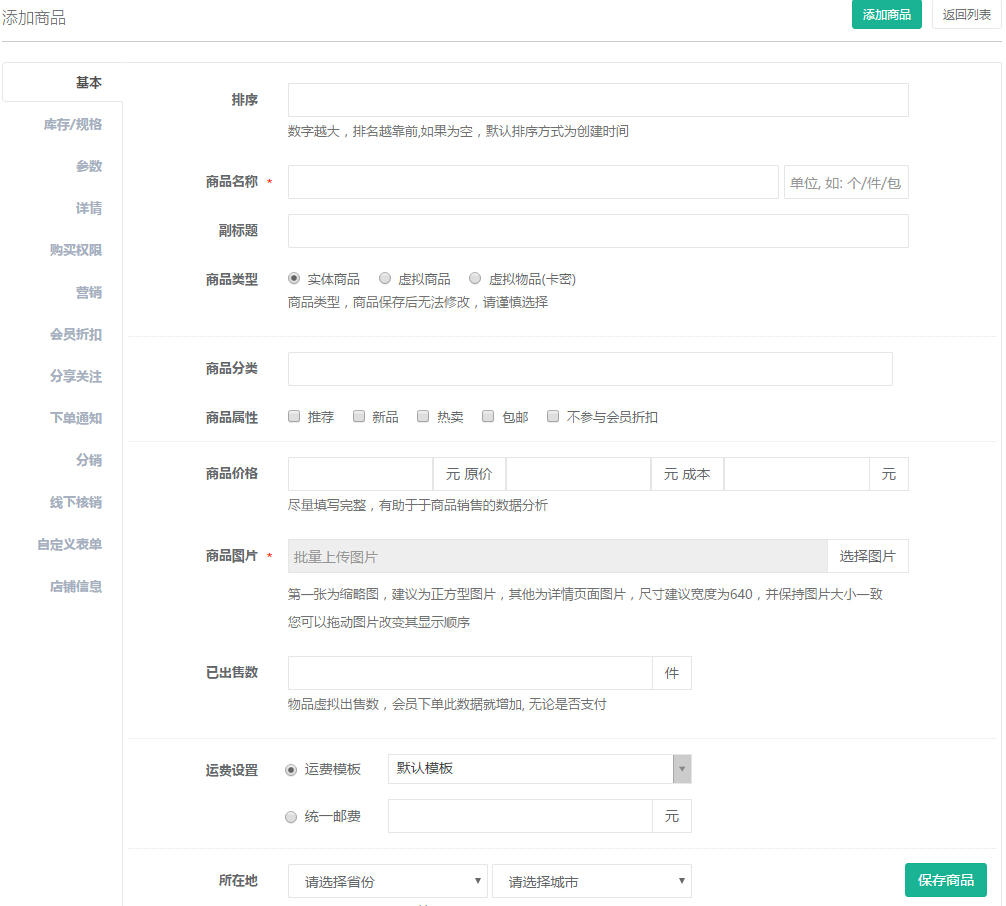 添加商品
添加商品
返回列表
基本
库存/规格
参数
详情
购买权限
营销
会员折扣
分享关注
下单通知
分销
线下核销
自定义表单
店铺信息
排序
数字越大，排名越靠前,如果为空，默认排序方式为创建时间
商品名称 *
单位, 如: 个/件/包
副标题
商品类型 实体商品 虚拟商品 虚拟物品(卡密)
商品类型，商品保存后无法修改，请谨慎选择
商品分类
商品属性 推荐 新品 热卖 包邮 不参与会员折扣
商品价格 元 原价 元 成本 元
尽量填写完整，有助于于商品销售的数据分析
商品图片 * 批量上传图片 选择图片
第一张为缩略图，建议为正方型图片，其他为详情页面图片，尺寸建议宽度为640，并保持图片大小一致
您可以拖动图片改变其显示顺序
已出售数 件
物品虚拟出售数，会员下单此数据就增加, 无论是否支付
运费设置 运费模板 默认模板
统一邮费 元
所在地 请选择省份 请选择城市
保存商品